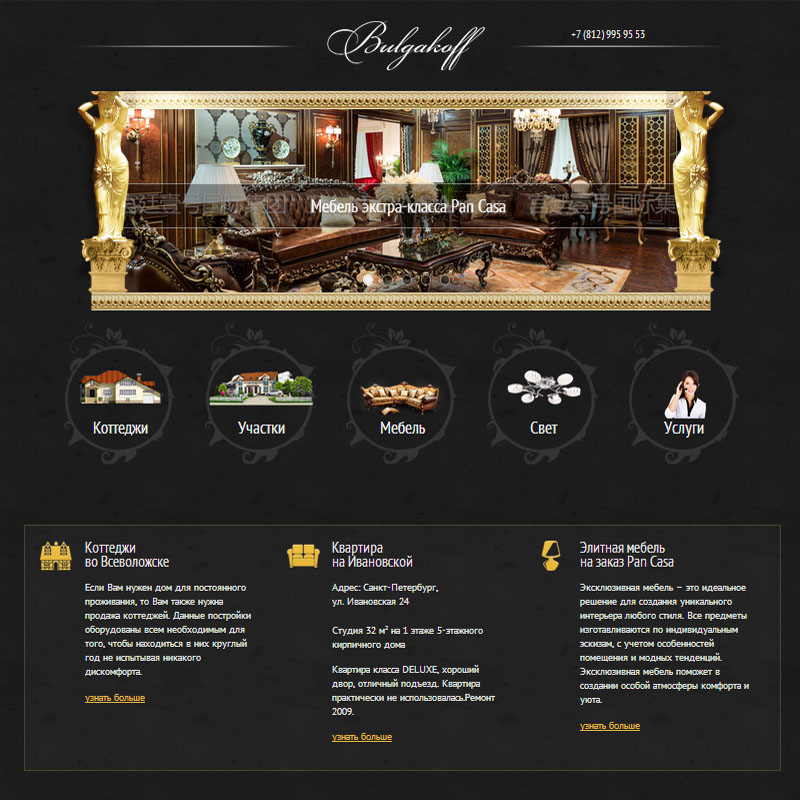 Bulgakoff
+7 (812) 995 95 53
Мебель экстра-класса Pan Casa
Коттеджи
Участки
Мебель
Свет
Услуги
Коттеджи
во Всеволожске
Если Вам нужен дом для постоянного
проживания, то Вам также нужна
продажа коттеджей. Данные постройки
оборудованы всем необходимым для
того, чтобы находиться в них круглый
год не испытывая никакого
дискомфорта.
узнать больше
Квартира
на Ивановской
Адрес: Санкт-Петербург,
ул. Ивановская 24
Студия 32 м² на 1 этаже 5-этажного
кирпичного дома
Квартира класса DELUXE, хороший
двор, отличный подъезд. Квартира
практически не использовалась.Ремонт
2009.
узнать больше
Элитная мебель
на заказ Pan Casa
Эксклюзивная мебель – это идеальное
решение для создания уникального
интерьера любого стиля. Все предметы
изготавливаются по индивидуальным
эскизам, с учетом особенностей
помещения и модных тенденций.
Эксклюзивная мебель поможет в
создании особой атмосферы комфорта и
уюта.
узнать больше